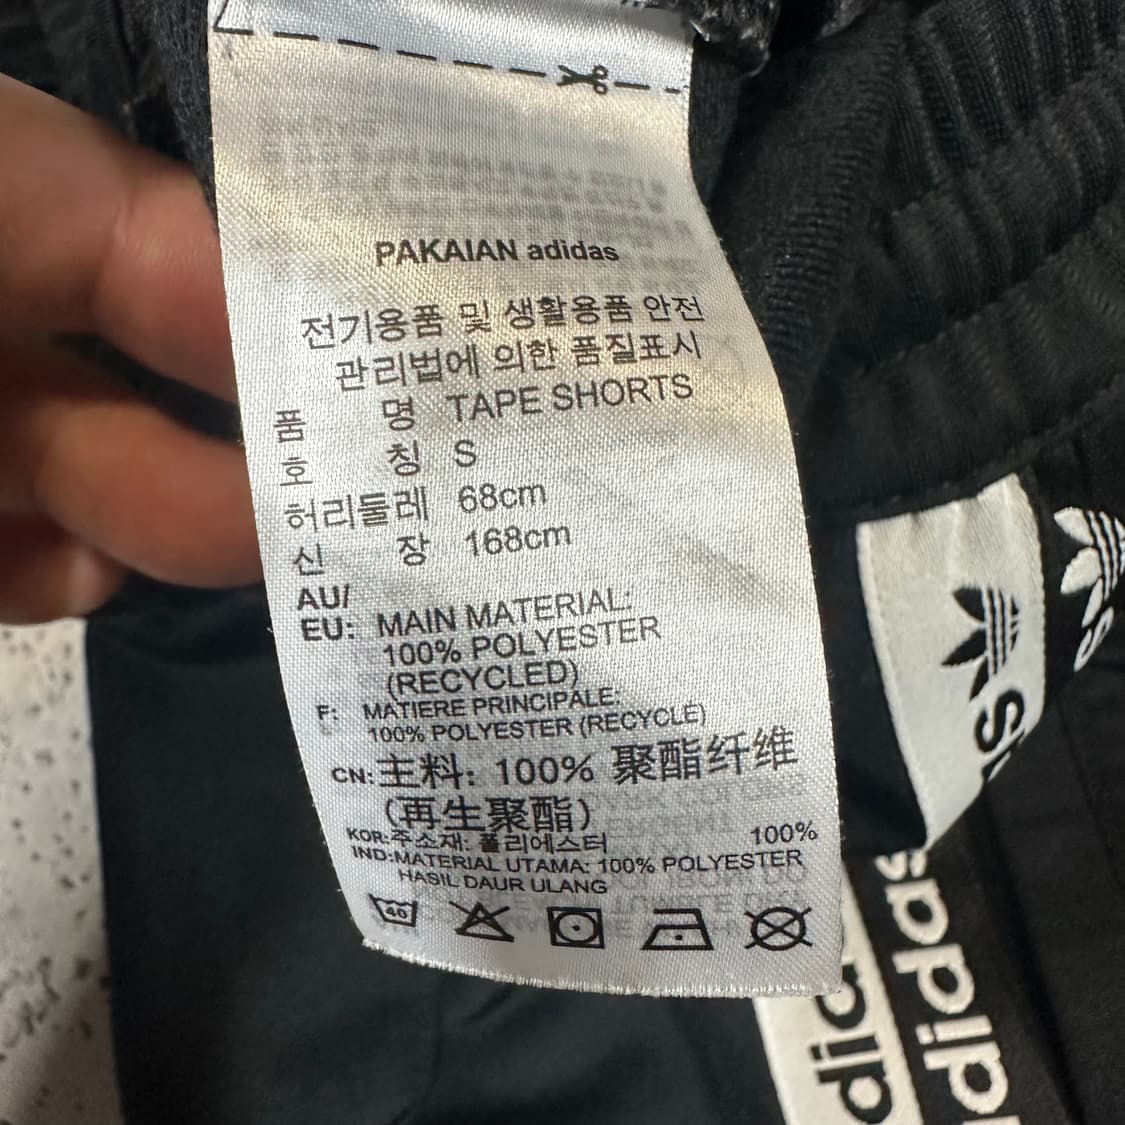 PAKAIAN adidas
전기용품 및 생활용품 안전
관리법에 의한 품질표시
품 명 TAPE SHORTS
호 칭 S
허리둘레 68cm
신 장 168cm
AU/
EU: MAIN MATERIAL:
100% POLYESTER
(RECYCLED)
F: MATIERE PRINCIPALE:
100% POLYESTER (RECYCLÉ)
CN:主料: 100% 聚酯纤维
(再生聚酯)
KOR:주소재: 폴리에스터 100%
IND:MATERIAL UTAMA: 100% POLYESTER
HASIL DAUR ULANG
40
adidas